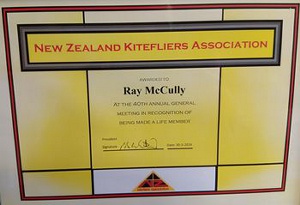 New Zealand Kitefliers Association
AWARDED TO
Ray McCully
At the 40th annual general
meeting in recognition of
being made a life member
President
Signature
Date